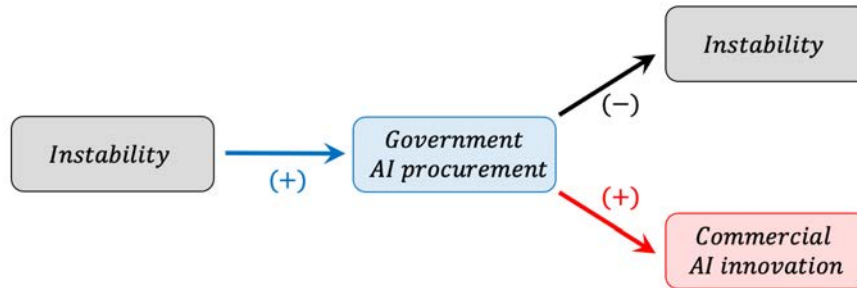 Instability
(−)
Instability
(+)
Government
AI procurement
(+)
Commercial
AI innovation